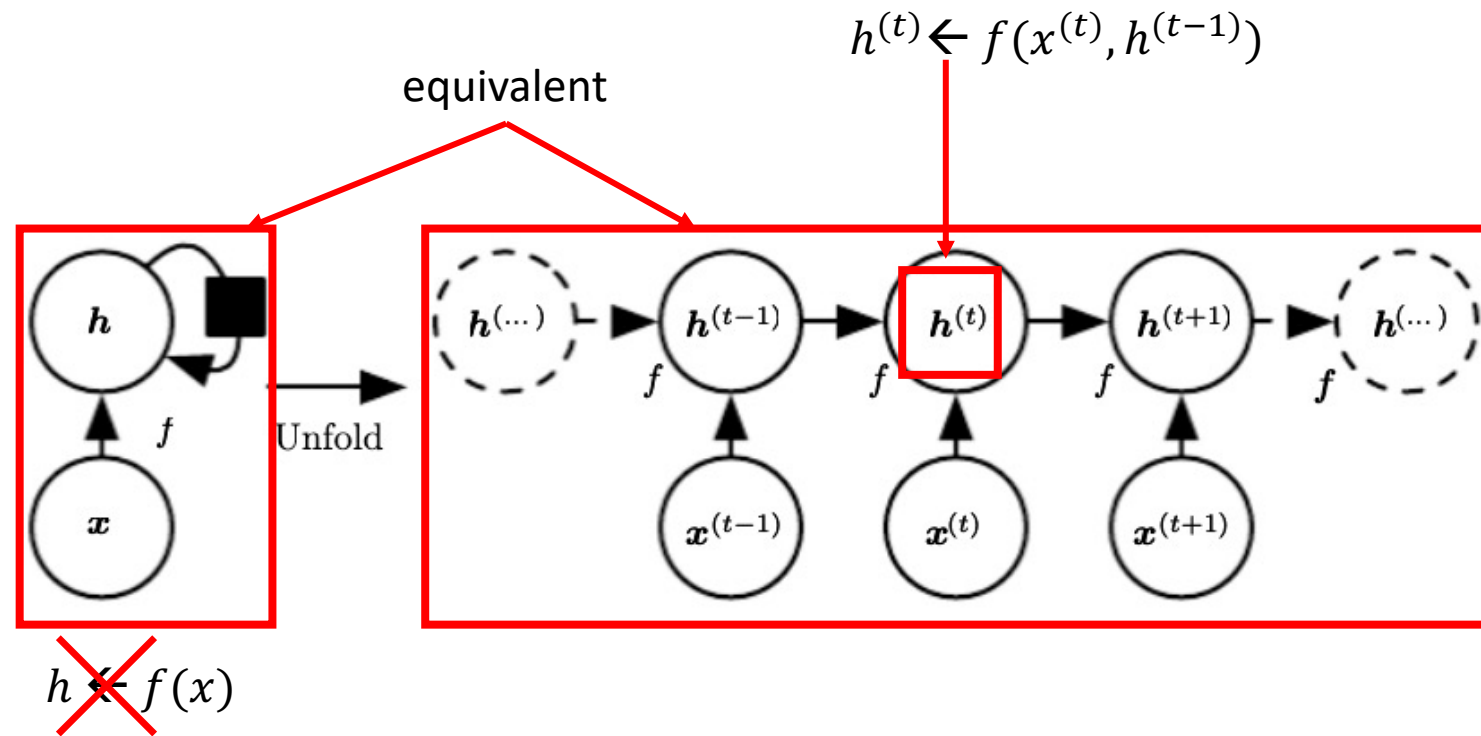 h^(t) ← f(x^(t), h^(t−1))
equivalent
h
f
x
Unfold
h^(...)
h^(t−1)
h^(t)
h^(t+1)
h^(...)
f
f
f
f
x^(t−1)
x^(t)
x^(t+1)
h ← f(x)